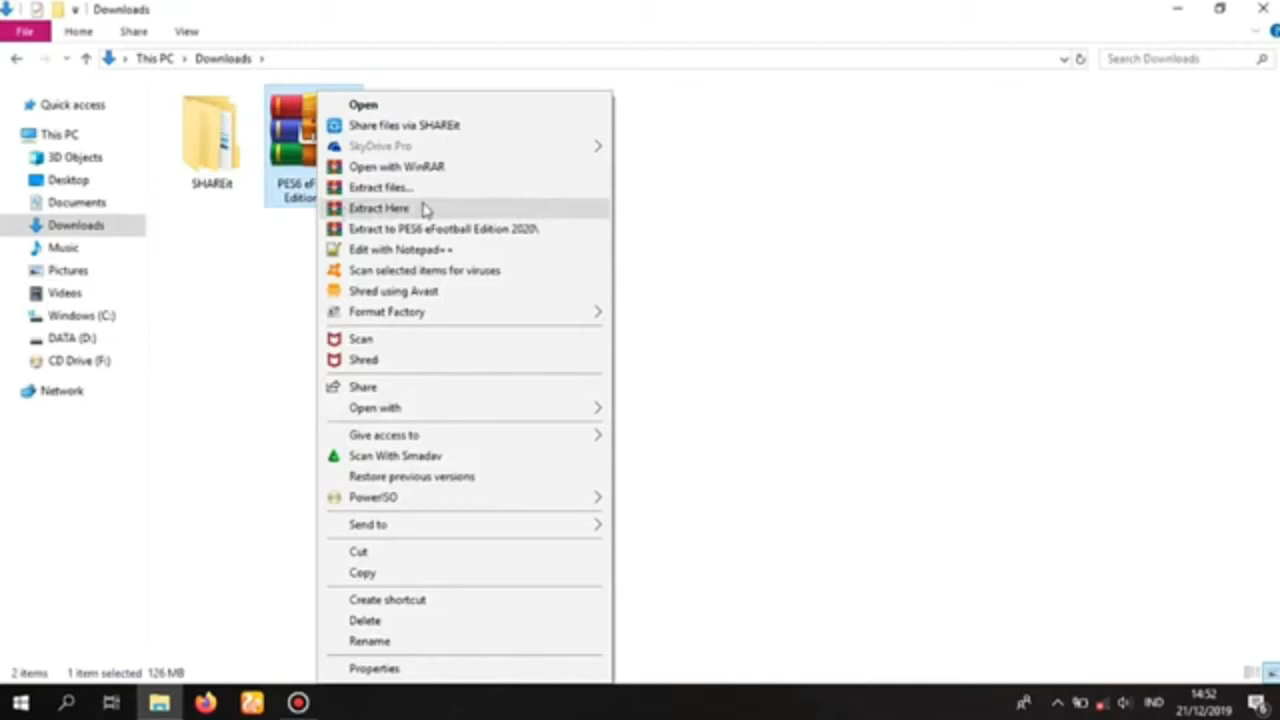 Downloads
File Home Share View
This PC Downloads
Search Downloads
Quick access
This PC
3D Objects
Desktop
Documents
Downloads
Music
Pictures
Videos
Windows (C:)
DATA (D:)
CD Drive (F:)
Network
SHAREit
PES6 eF
Edition
Open
Share files via SHAREit
SkyDrive Pro
Open with WinRAR
Extract files...
Extract Here
Extract to PES6 eFootball Edition 2020\
Edit with Notepad++
Scan selected items for viruses
Shred using Avast
Format Factory
Scan
Shred
Share
Open with
Give access to
Scan With Smadav
Restore previous versions
PowerISO
Send to
Cut
Copy
Create shortcut
Delete
Rename
Properties
2 items 1 item selected 126 MB
IND
14:52
21/12/2019